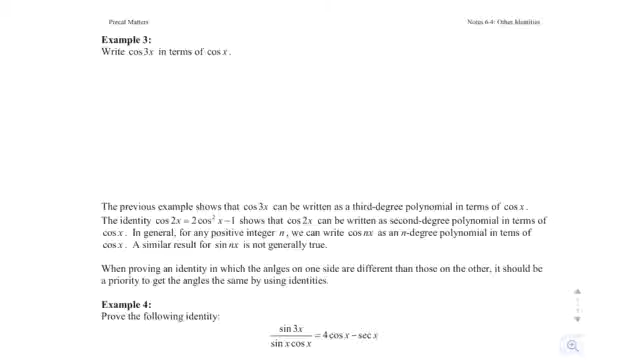 Precal Matters
Notes 6-4: Other Identities
Example 3:
Write cos 3x in terms of cos x.
The previous example shows that cos 3x can be written as a third-degree polynomial in terms of cos x.
The identity cos 2x = 2 cos² x − 1 shows that cos 2x can be written as second-degree polynomial in terms of
cos x. In general, for any positive integer n, we can write cos nx as an n-degree polynomial in tems of
cos x. A similar result for sin nx is not generally true.
When proving an identity in which the anlges on one side are different than those on the other, it should be
a priority to get the angles the same by using identities.
Example 4:
Prove the following identity:
sin 3x
sin x cos x = 4 cos x − sec x